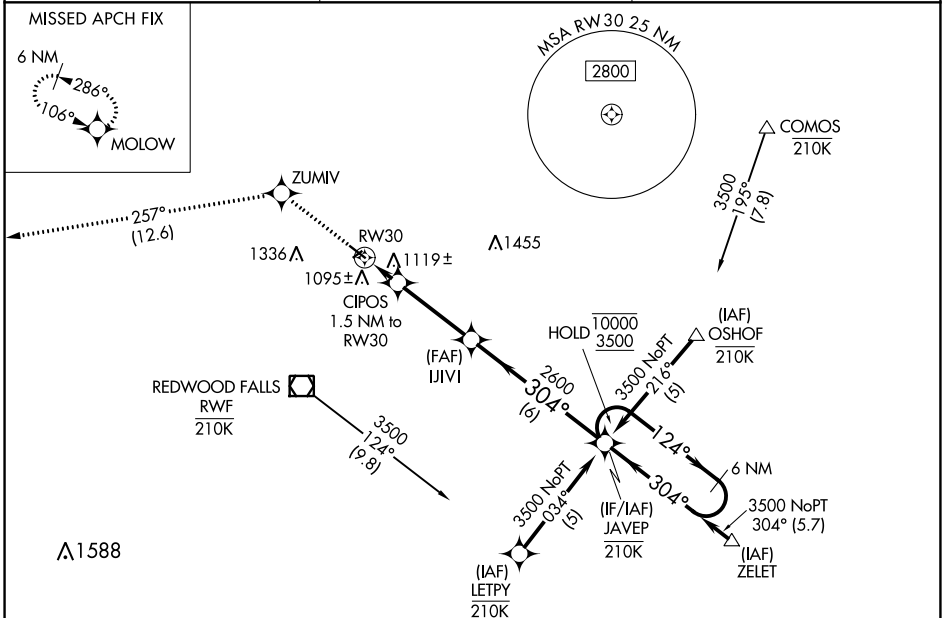 MISSED APCH FIX
6 NM
286°
106°
MOLOW
MSA RW30 25 NM
2800
COMOS
210K
3500
195°
(7.8)
ZUMIV
257°
(12.6)
RW30
1336
1119±
1095±
1455
CIPOS
1.5 NM to
RW30
(FAF)
IJIVI
HOLD
10000
3500
(IAF)
OSHOF
210K
3500 NoPT
216°
(5)
2600
304°
(6)
REDWOOD FALLS
RWF
210K
3500
124°
(9.8)
124°
6 NM
304°
3500 NoPT
304° (5.7)
3500 NoPT
034°
(5)
(IF/IAF)
JAVEP
210K
(IAF)
ZELET
1588
(IAF)
LETPY
210K